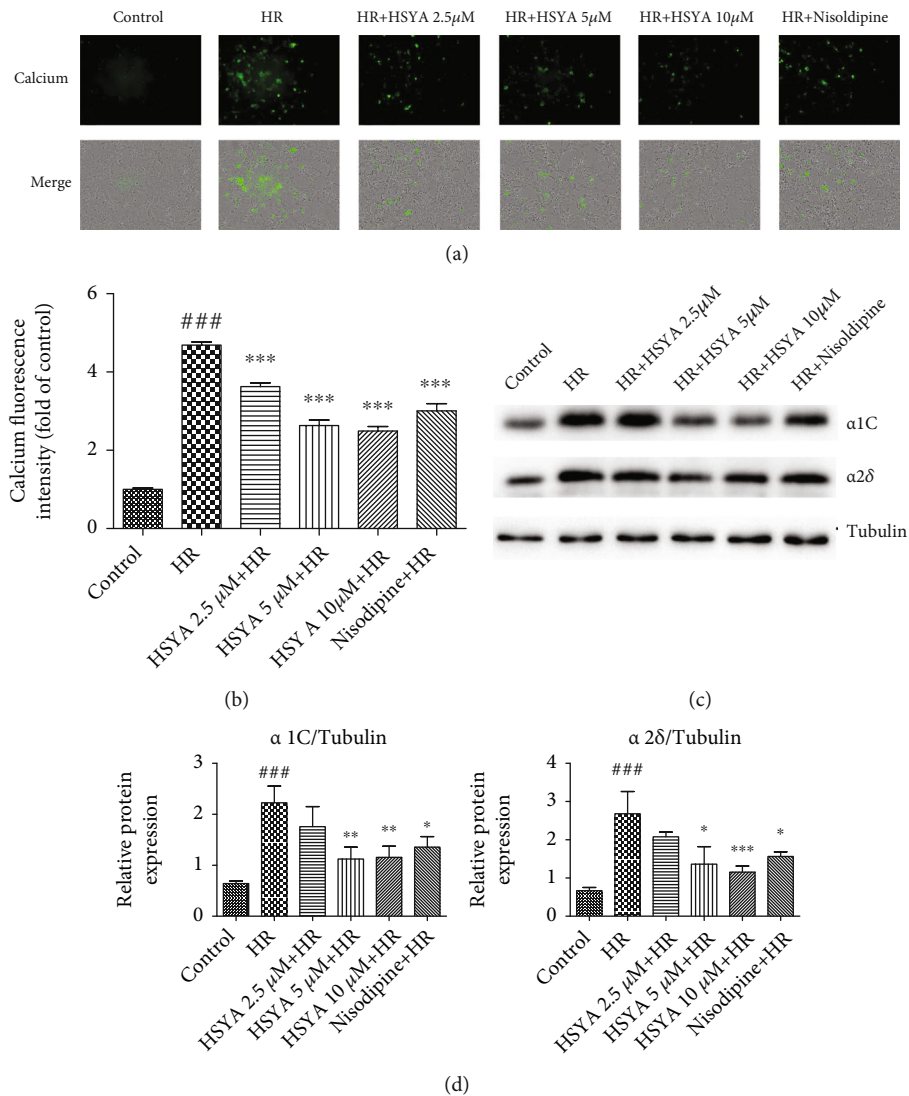 Control HR HR+HSYA 2.5μM HR+HSYA 5μM HR+HSYA 10μM HR+Nisoldipine
Calcium
Merge
(a)
Calcium fluorescence
intensity (fold of control)
6
4
2
0
###
***
***
***
***
Control
HR
HSYA 2.5 μM+HR
HSYA 5 μM+HR
HSY A 10μM+HR
Nisodipine+HR
(b)
Control
HR
HR+HSYA 2.5μM
HR+HSYA 5μM
HR+HSYA 10μM
HR+Nisoldipine
α1C
α2δ
Tubulin
(c)
α 1C/Tubulin
Relative protein
expression
3
2
1
0
###
**
**
*
Control
HR
HSYA 2.5 μM+HR
HSYA 5 μM+HR
HSYA 10 μM+HR
Nisodipine+HR
α 2δ/Tubulin
Relative protein
expression
4
3
2
1
0
###
*
***
*
Control
HR
HSYA 2.5 μM+HR
HSYA 5 μM+HR
HSYA 10 μM+HR
Nisodipine+HR
(d)